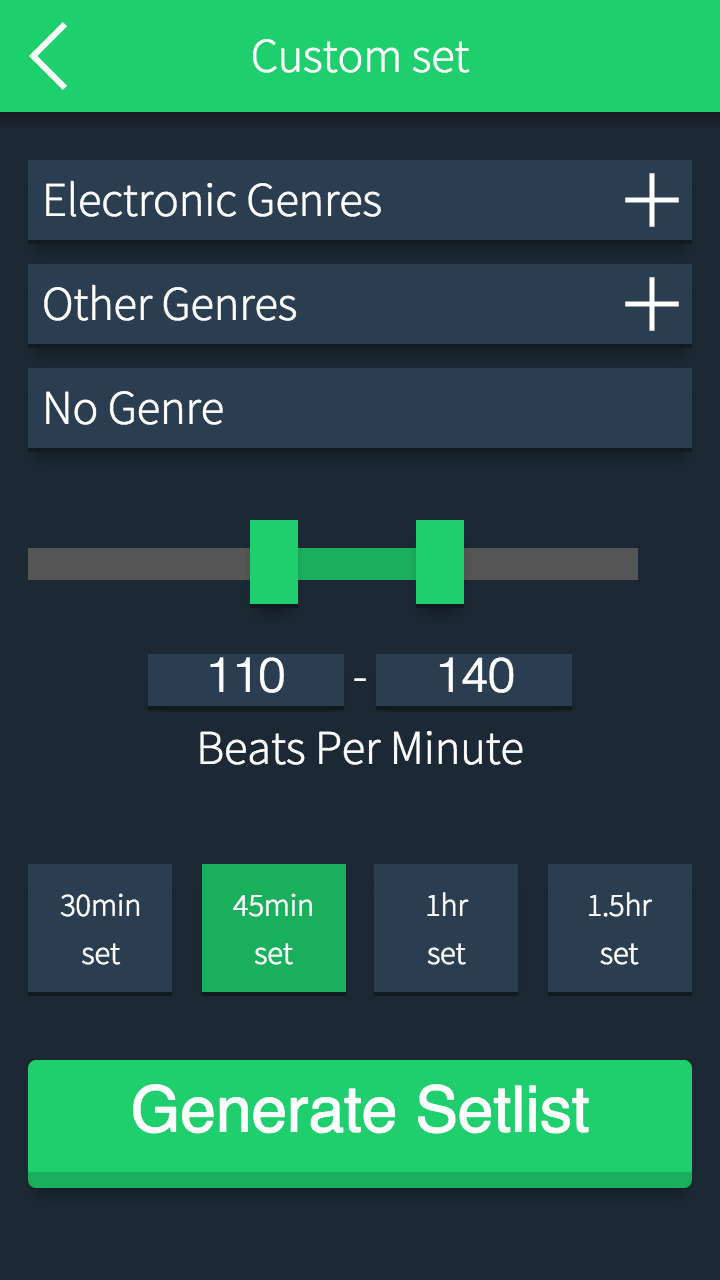 Custom set
Electronic Genres
Other Genres
No Genre
110 - 140
Beats Per Minute
30min set
45min set
1hr set
1.5hr set
Generate Setlist